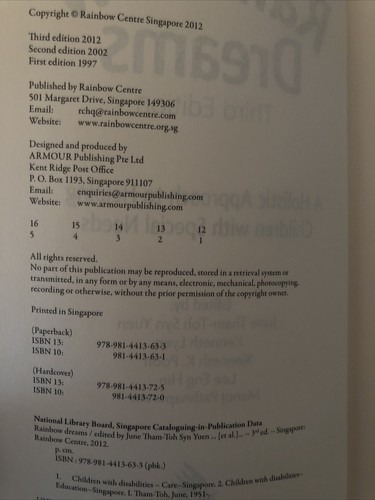 Copyright © Rainbow Centre Singapore 2012
Third edition 2012
Second edition 2002
First edition 1997
Published by Rainbow Centre
501 Margaret Drive, Singapore 149306
Email: rchq@rainbowcentre.com
Website: www.rainbowcentre.org.sg
Designed and produced by
ARMOUR Publishing Pte Ltd
Kent Ridge Post Office
P. O. Box 1193, Singapore 911107
Email: enquiries@armourpublishing.com
Website: www.armourpublishing.com
16 15 14 13 12
5 4 3 2 1
All rights reserved.
No part of this publication may be reproduced, stored in a retrieval system or
transmitted, in any form or by any means, electronic, mechanical, photocopying,
recording or otherwise, without the prior permission of the copyright owner.
Printed in Singapore
(Paperback)
ISBN 13: 978-981-4413-63-3
ISBN 10: 981-4413-63-1
(Hardcover)
ISBN 13: 978-981-4413-72-5
ISBN 10: 981-4413-72-0
National Library Board, Singapore Cataloguing-in-Publication Data
Rainbow dreams / edited by June Tham-Toh Syn Yuen ... [et al.]. – 3rd ed. – Singapore:
Rainbow Centre, 2012.
p. cm.
ISBN : 978-981-4413-63-3 (pbk.)
1. Children with disabilities – Care–Singapore. 2. Children with disabilities–
Education–Singapore. I. Tham-Toh, June, 1951-.